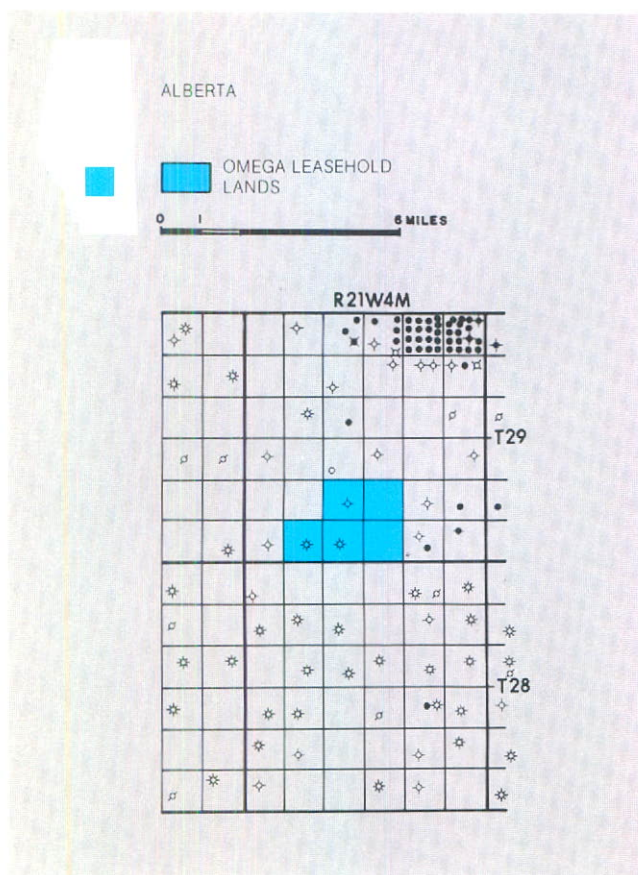 ALBERTA
OMEGA LEASEHOLD
LANDS
0 1 6 MILES
R21W4M
T29
T28